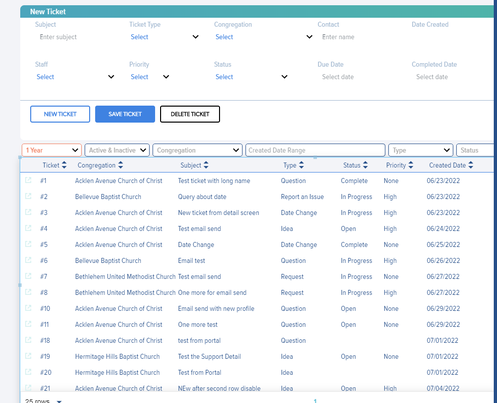 New Ticket
Subject Ticket Type Congregation Contact Date Created
Enter subject Select Select Enter name
Staff Priority Status Due Date Completed Date
Select Select Select Select date Select date
NEW TICKET SAVE TICKET DELETE TICKET
1 Year Active & Inactive Congregation Created Date Range Type Status
Ticket Congregation Subject Type Status Priority Created Date
#1 Acklen Avenue Church of Christ Test ticket with long name Question Complete None 06/23/2022
#2 Bellevue Baptist Church Query about date Report an Issue In Progress High 06/23/2022
#3 Acklen Avenue Church of Christ New ticket from detail screen Date Change In Progress High 06/23/2022
#4 Acklen Avenue Church of Christ Test email send Idea Open High 06/24/2022
#5 Acklen Avenue Church of Christ Date Change Date Change Complete None 06/25/2022
#6 Bellevue Baptist Church Email test Question In Progress High 06/26/2022
#7 Bethlehem United Methodist Church Test email send Request In Progress None 06/27/2022
#8 Bethlehem United Methodist Church One more for email send Request In Progress High 06/27/2022
#10 Acklen Avenue Church of Christ Email send with new profile Question Open None 06/29/2022
#11 Acklen Avenue Church of Christ One more test Question Open None 06/29/2022
#18 Acklen Avenue Church of Christ test from portal Question 07/01/2022
#19 Hermitage Hills Baptist Church Test the Support Detail Idea Open None 07/01/2022
#20 Hermitage Hills Baptist Church Test from Portal Idea 07/01/2022
#21 Acklen Avenue Church of Christ NEw after second row disable Idea Open High 07/04/2022
25 rows 1